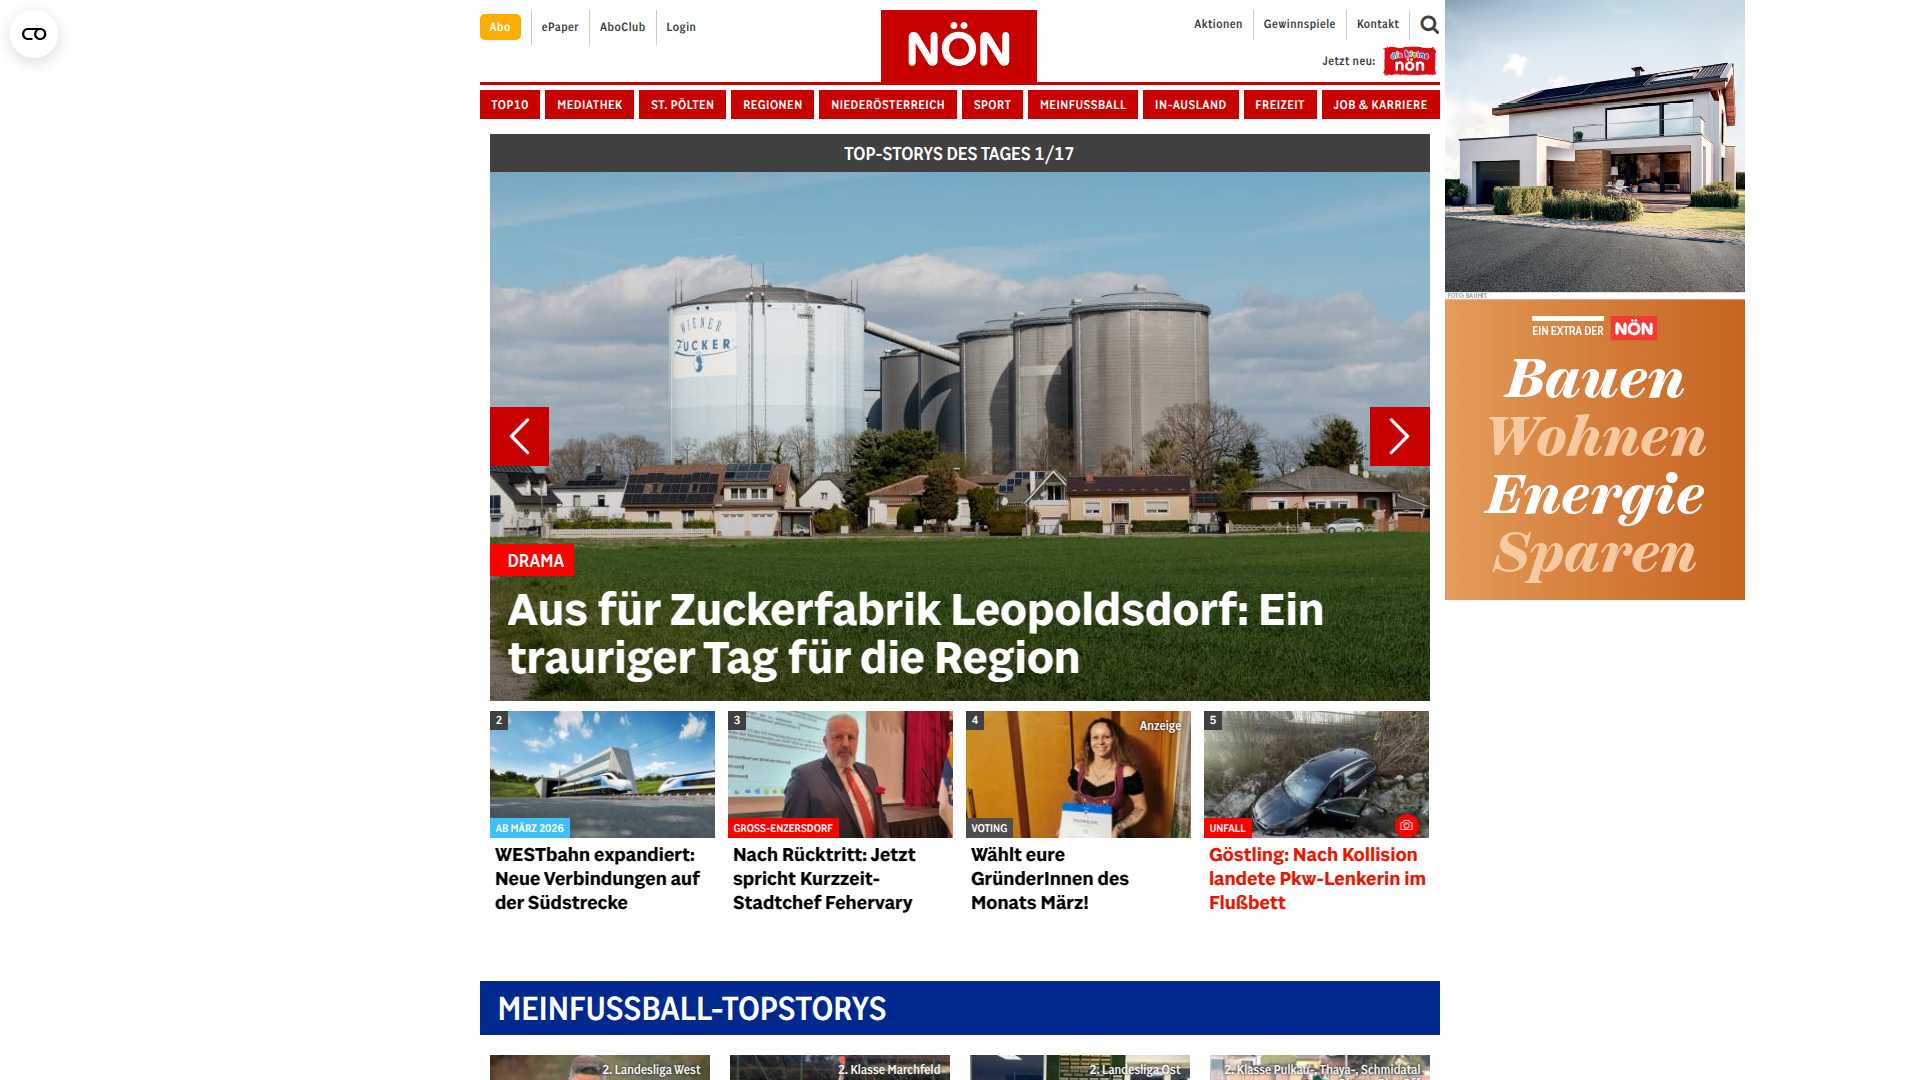 Abo
ePaper
AboClub
Login
NÖN
Aktionen
Gewinnspiele
Kontakt
Jetzt neu:
die kleine
nön
TOP10
MEDIATHEK
ST. PÖLTEN
REGIONEN
NIEDERÖSTERREICH
SPORT
MEINFUSSBALL
IN-AUSLAND
FREIZEIT
JOB & KARRIERE
TOP-STORYS DES TAGES 1/17
WIENER
ZUCKER
DRAMA
Aus für Zuckerfabrik Leopoldsdorf: Ein
trauriger Tag für die Region
FOTO: BAUMIT
EIN EXTRA DER NÖN
Bauen
Wohnen
Energie
Sparen
2
AB MÄRZ 2026
WESTbahn expandiert:
Neue Verbindungen auf
der Südstrecke
3
GROSS-ENZERSDORF
Nach Rücktritt: Jetzt
spricht Kurzzeit-
Stadtchef Fehervary
4
Anzeige
VOTING
Wählt eure
GründerInnen des
Monats März!
5
UNFALL
Göstling: Nach Kollision
landete Pkw-Lenkerin im
Flußbett
MEINFUSSBALL-TOPSTORYS
2. Landesliga West
2. Klasse Marchfeld
2. Landesliga Ost
2. Klasse Pulkau-, Thaya-, Schmidatal